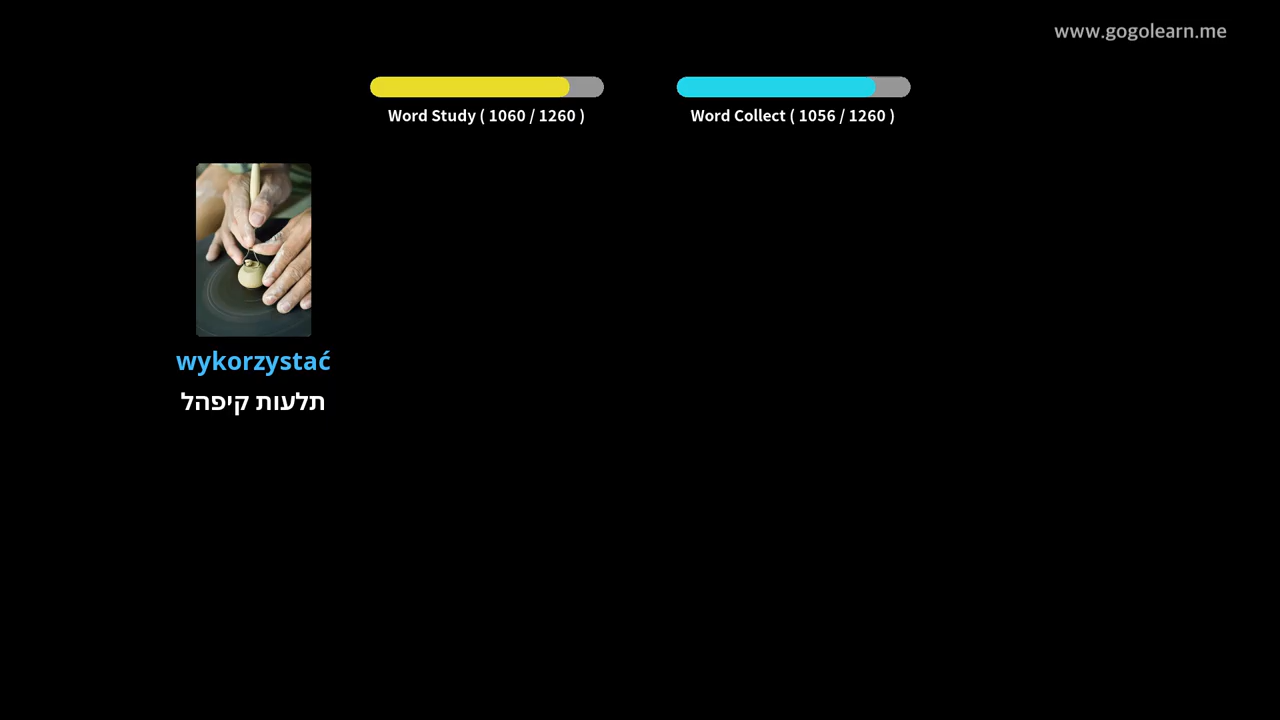 www.gogolearn.me
Word Study ( 1060 / 1260 )
Word Collect ( 1056 / 1260 )
wykorzystać
תלעות קיפהל